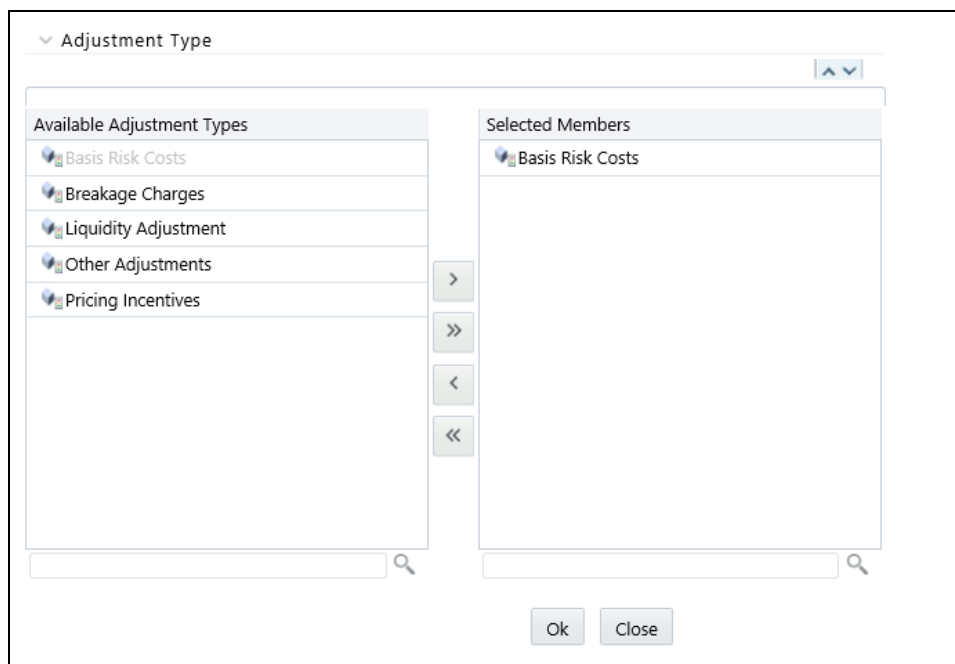 Adjustment Type
Available Adjustment Types
Basis Risk Costs
Breakage Charges
Liquidity Adjustment
Other Adjustments
Pricing Incentives
Selected Members
Basis Risk Costs
Ok
Close